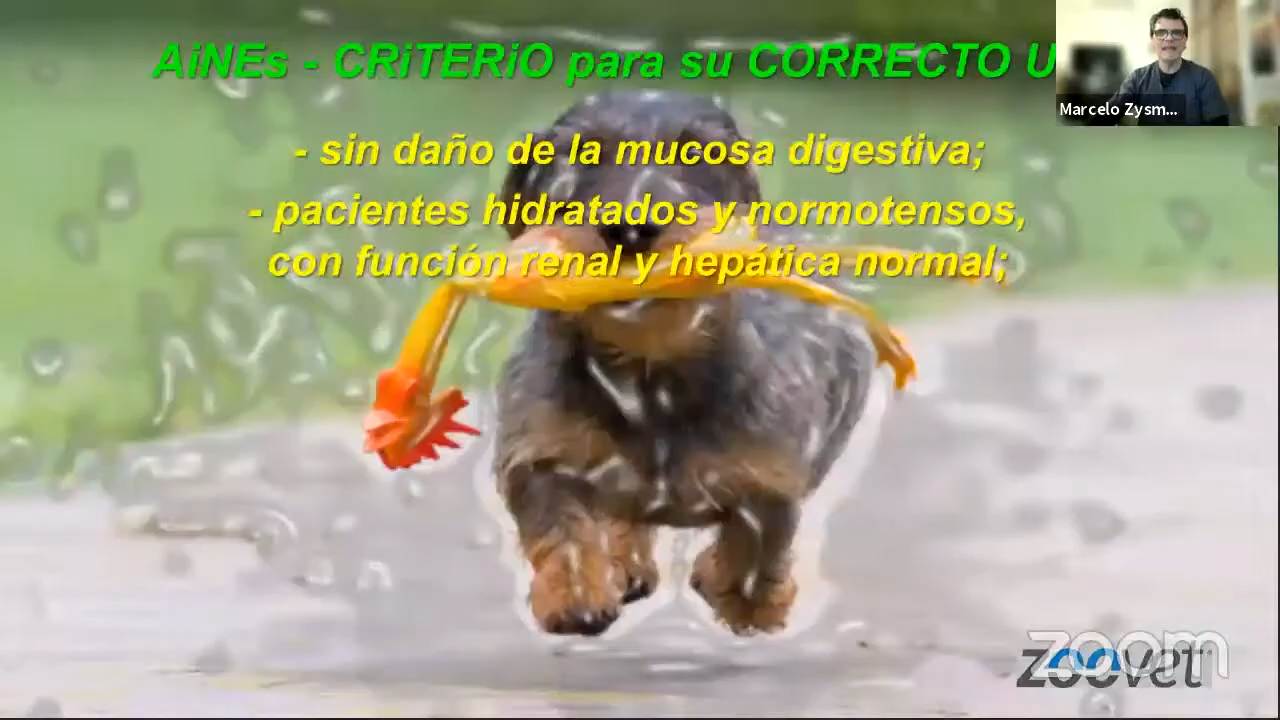 AiNEs - CRiTERiO para su CORRECTO U
Marcelo Zysm...
- sin daño de la mucosa digestiva;
- pacientes hidratados y normotensos,
con función renal y hepática normal;
zoom
zoovet